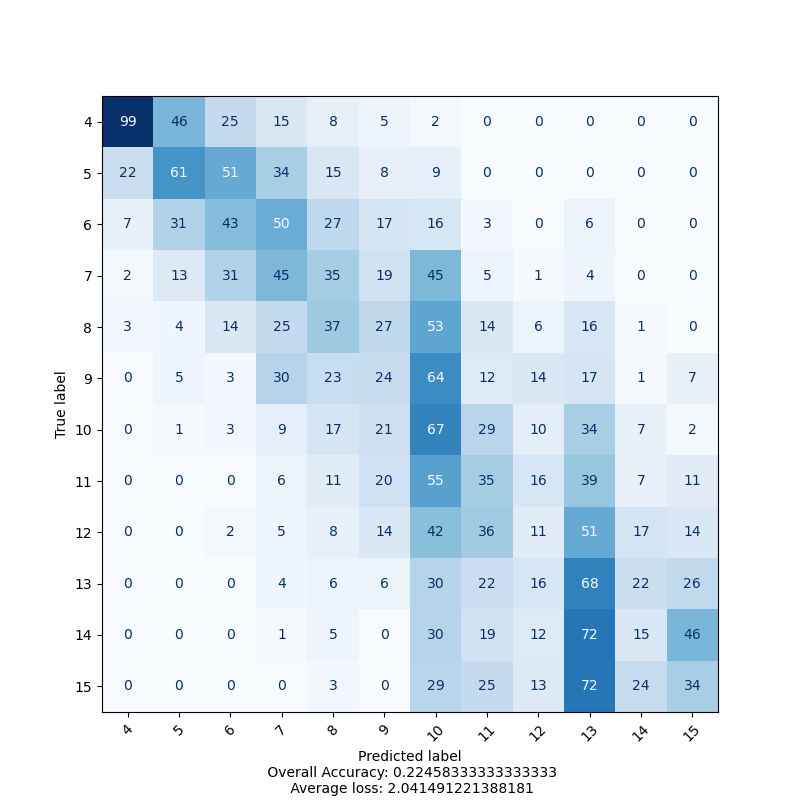 4 99 46 25 15 8 5 2 0 0 0 0 0
5 22 61 51 34 15 8 9 0 0 0 0 0
6 7 31 43 50 27 17 16 3 0 6 0 0
7 2 13 31 45 35 19 45 5 1 4 0 0
8 3 4 14 25 37 27 53 14 6 16 1 0
9 0 5 3 30 23 24 64 12 14 17 1 7
10 0 1 3 9 17 21 67 29 10 34 7 2
11 0 0 0 6 11 20 55 35 16 39 7 11
12 0 0 2 5 8 14 42 36 11 51 17 14
13 0 0 0 4 6 6 30 22 16 68 22 26
14 0 0 0 1 5 0 30 19 12 72 15 46
15 0 0 0 0 3 0 29 25 13 72 24 34
True label
4 5 6 7 8 9 10 11 12 13 14 15
Predicted label
Overall Accuracy: 0.22458333333333333
Average loss: 2.041491221388181